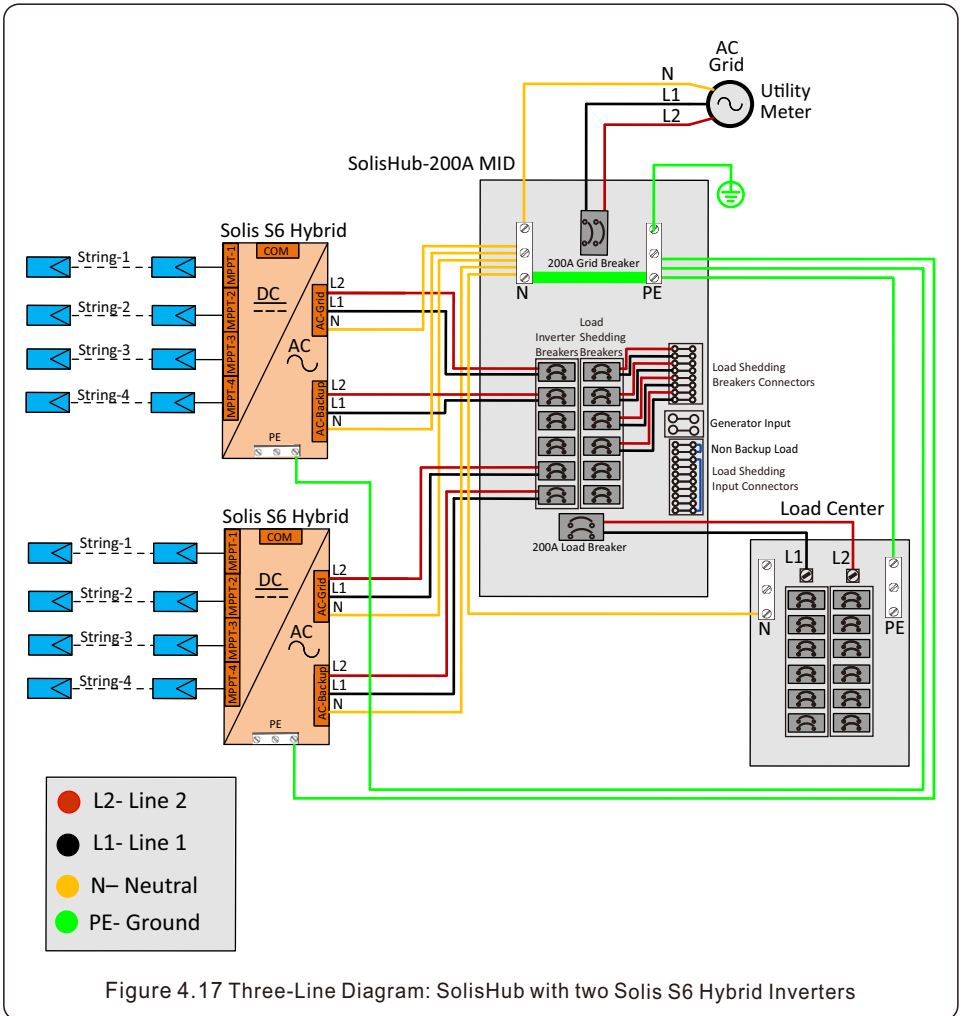 AC
Grid
N
L1
L2
Utility
Meter
SolisHub-200A MID
200A Grid Breaker
N
PE
Solis S6 Hybrid
COM
String-1
String-2
String-3
String-4
MPPT-1
MPPT-2
MPPT-3
MPPT-4
DC
AC
AC-Grid
AC-Backup
L2
L1
N
L2
L1
N
PE
Inverter
Breakers
Load
Shedding
Breakers
Load Shedding
Breakers Connectors
Generator Input
Non Backup Load
Load Shedding
Input Connectors
200A Load Breaker
Load Center
L1
L2
N
PE
Solis S6 Hybrid
COM
String-1
String-2
String-3
String-4
MPPT-1
MPPT-2
MPPT-3
MPPT-4
DC
AC
AC-Grid
AC-Backup
L2
L1
N
L2
L1
N
PE
L2- Line 2
L1- Line 1
N– Neutral
PE- Ground
Figure 4.17 Three-Line Diagram: SolisHub with two Solis S6 Hybrid Inverters